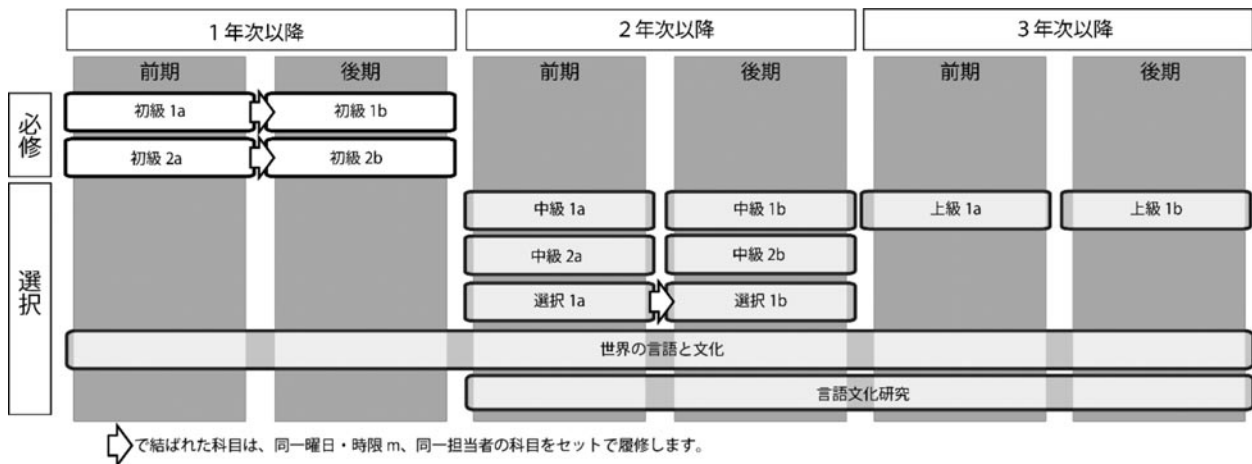 1年次以降 2年次以降 3年次以降
前期 後期 前期 後期 前期 後期
必修
初級 1a 初級 1b
初級 2a 初級 2b
選択
中級 1a 中級 1b 上級 1a 上級 1b
中級 2a 中級 2b
選択 1a 選択 1b
世界の言語と文化
言語文化研究
で結ばれた科目は、同一曜日・時限 m、同一担当者の科目をセットで履修します。